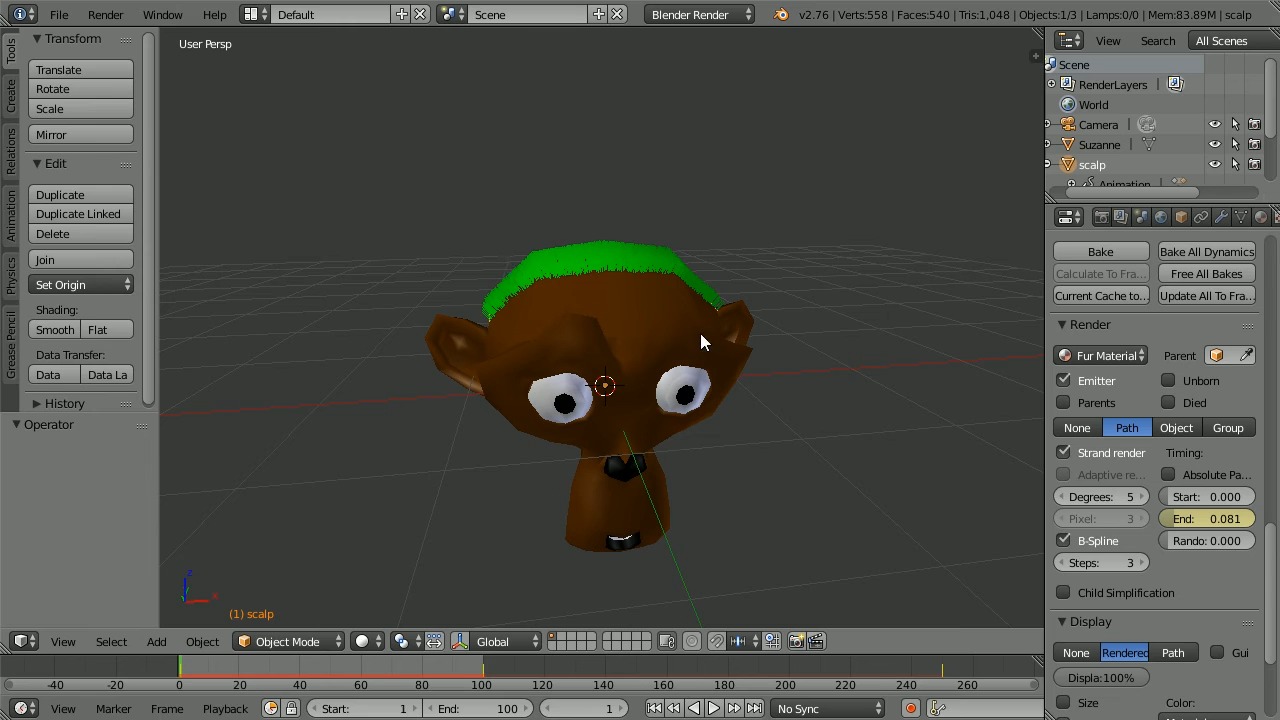 File Render Window Help Default Scene Blender Render v2.76 | Verts:558 | Faces:540 | Tris:1,048 | Objects:1/3 | Lamps:0/0 | Mem:83.89M | scalp
Tools
Create
Relations
Animation
Physics
Grease Pencil
Transform
Translate
Rotate
Scale
Mirror
Edit
Duplicate
Duplicate Linked
Delete
Join
Set Origin
Shading:
Smooth Flat
Data Transfer:
Data Data La
History
Operator
User Persp
z
x
(1) scalp
View Search All Scenes
Scene
RenderLayers
World
Camera
Suzanne
scalp
Animation
Bake Bake All Dynamics
Calculate To Fra... Free All Bakes
Current Cache to... Update All To Fra...
Render
Fur Material Parent
Emitter Unborn
Parents Died
None Path Object Group
Strand render Timing:
Adaptive re... Absolute Pa...
Degrees: 5 Start: 0.000
Pixel: 3 End: 0.081
B-Spline Rando: 0.000
Steps: 3
Child Simplification
Display
None Rendered Path Gui
Displa:100%
Size Color:
View Select Add Object Object Mode Global
-40 -20 0 20 40 60 80 100 120 140 160 180 200 220 240 260
View Marker Frame Playback Start: 1 End: 100 1 No Sync